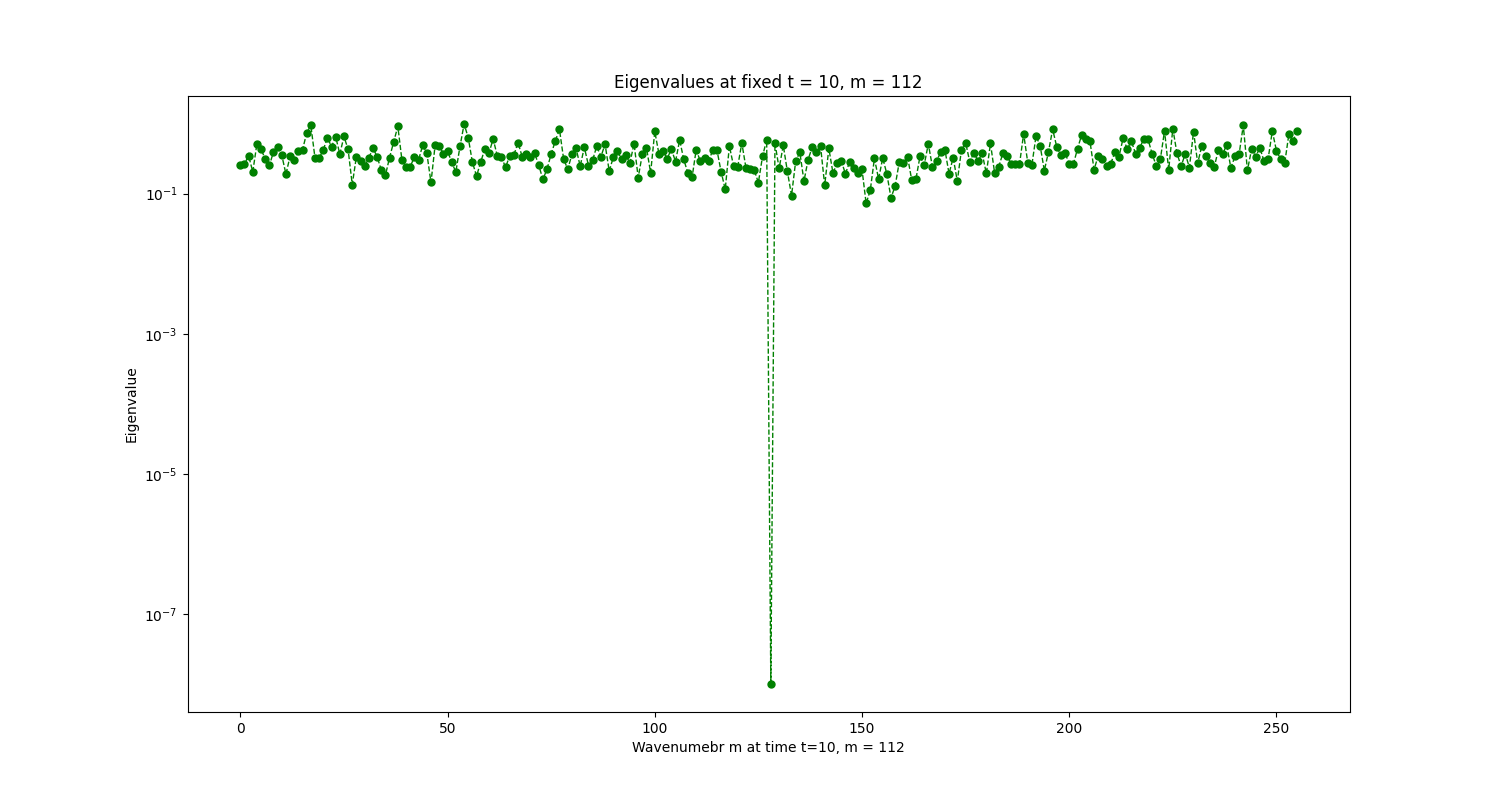 Eigenvalues at fixed t = 10, m = 112
10⁻¹
10⁻³
10⁻⁵
10⁻⁷
Eigenvalue
0 50 100 150 200 250
Wavenumebr m at time t=10, m = 112